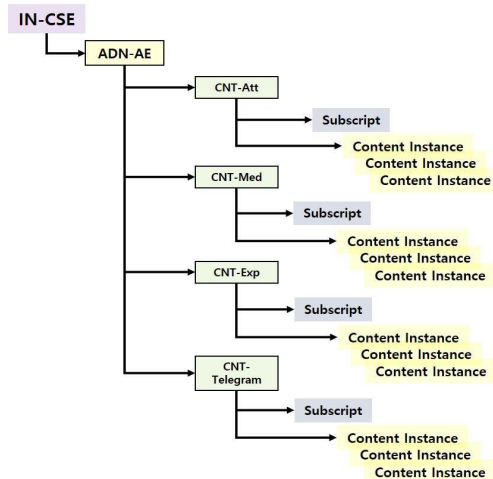 IN-CSE
ADN-AE
CNT-Att
Subscript
Content Instance
Content Instance
Content Instance
CNT-Med
Subscript
Content Instance
Content Instance
Content Instance
CNT-Exp
Subscript
Content Instance
Content Instance
Content Instance
CNT-
Telegram
Subscript
Content Instance
Content Instance
Content Instance